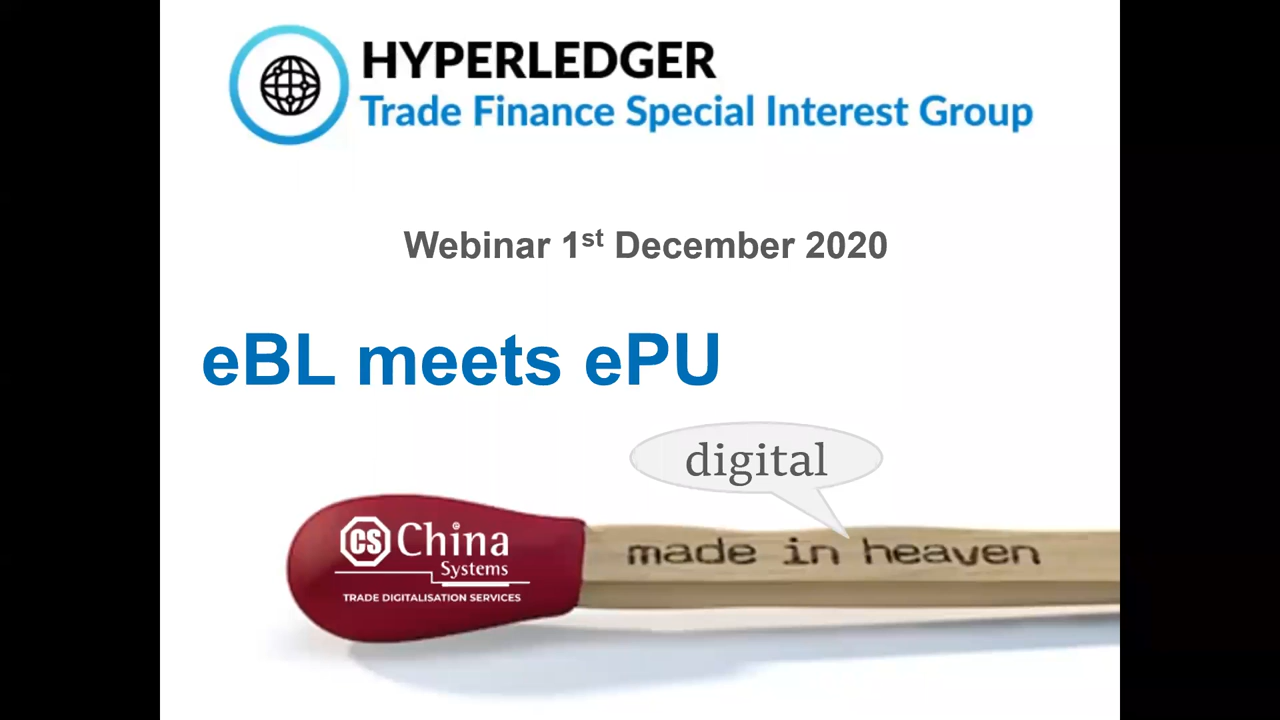 HYPERLEDGER
Trade Finance Special Interest Group
Webinar 1st December 2020
eBL meets ePU
digital
made in heaven
CS China
Systems
TRADE DIGITALISATION SERVICES